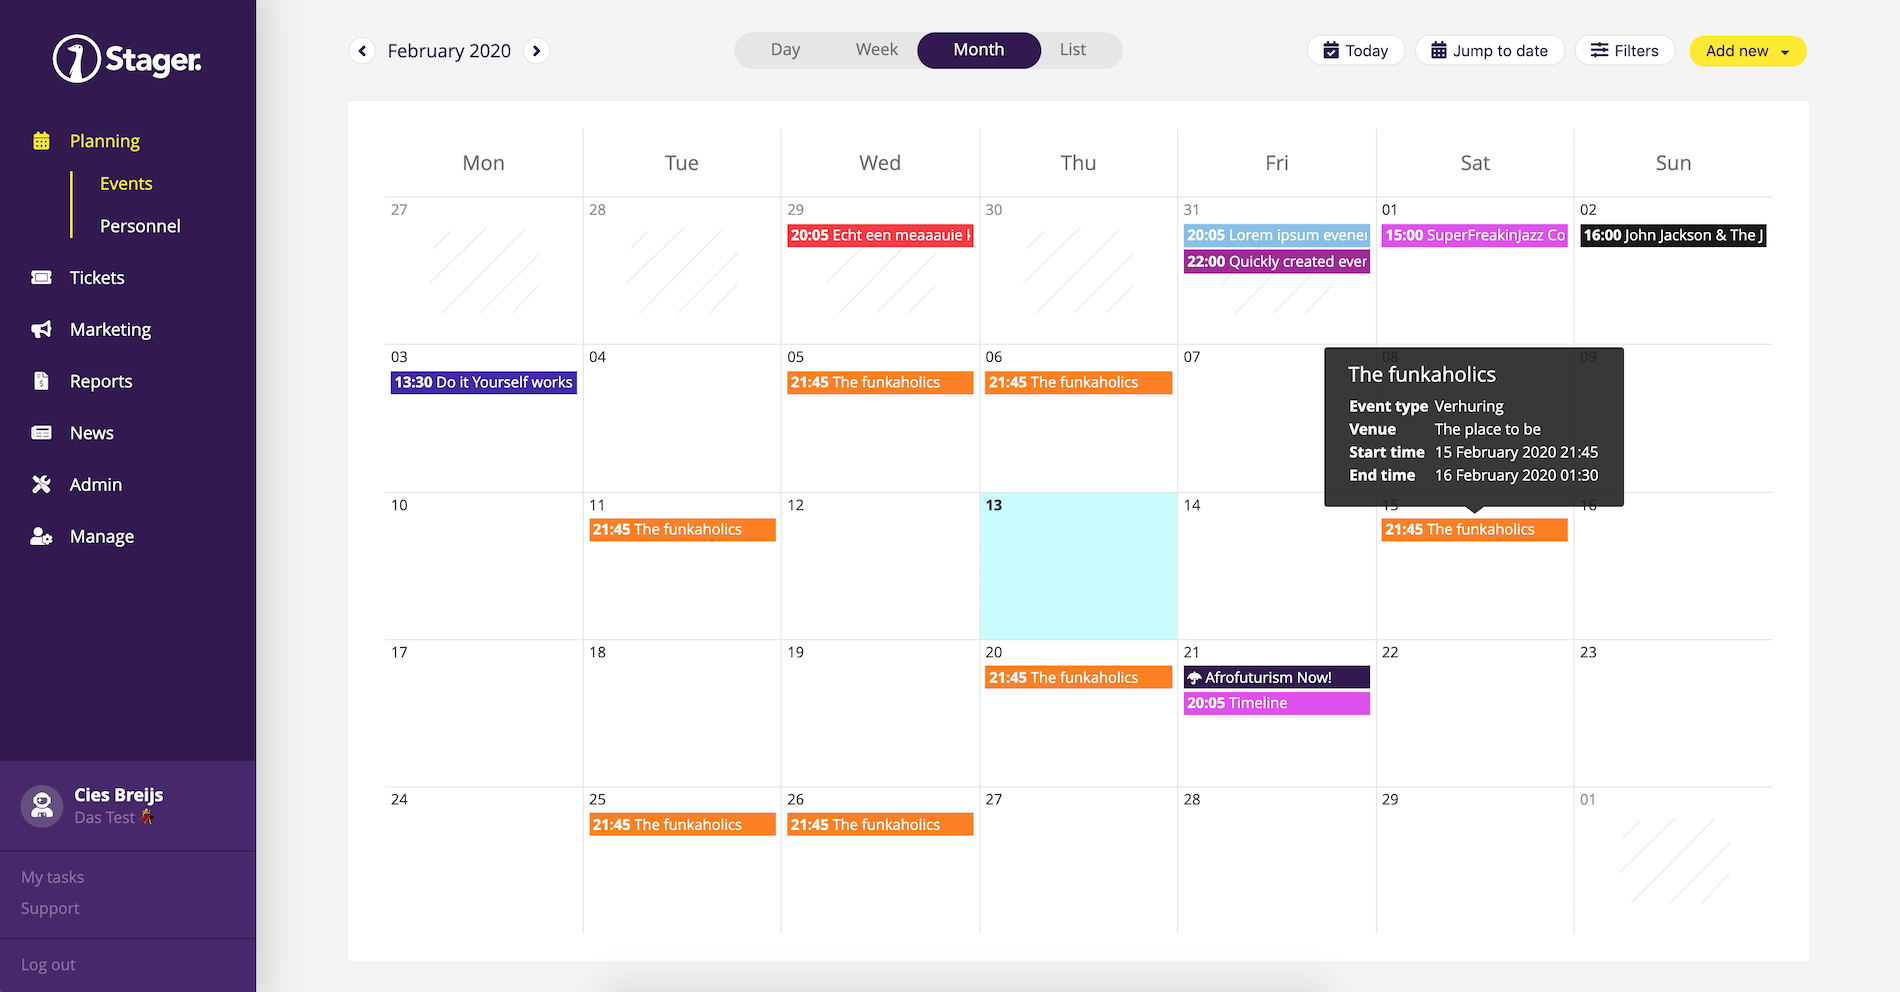 Stager.
Planning
Events
Personnel
Tickets
Marketing
Reports
News
Admin
Manage
Cies Breijs
Das Test
My tasks
Support
Log out
February 2020
Day Week Month List
Today Jump to date Filters Add new
Mon Tue Wed Thu Fri Sat Sun
27 28 29 30 31 01 02
20:05 Echt een meaaauie
20:05 Lorem ipsum
22:00 Quickly created
15:00 SuperFreakinJazz Co
16:00 John Jackson & The J
03 04 05 06 07 08 09
13:30 Do it Yourself works
21:45 The funkaholics
21:45 The funkaholics
The funkaholics
Event type Verhuring
Venue The place to be
Start time 15 February 2020 21:45
End time 16 February 2020 01:30
10 11 12 13 14 15 16
21:45 The funkaholics
21:45 The funkaholics
17 18 19 20 21 22 23
21:45 The funkaholics
Afrofuturism Now!
20:05 Timeline
24 25 26 27 28 29 01
21:45 The funkaholics
21:45 The funkaholics